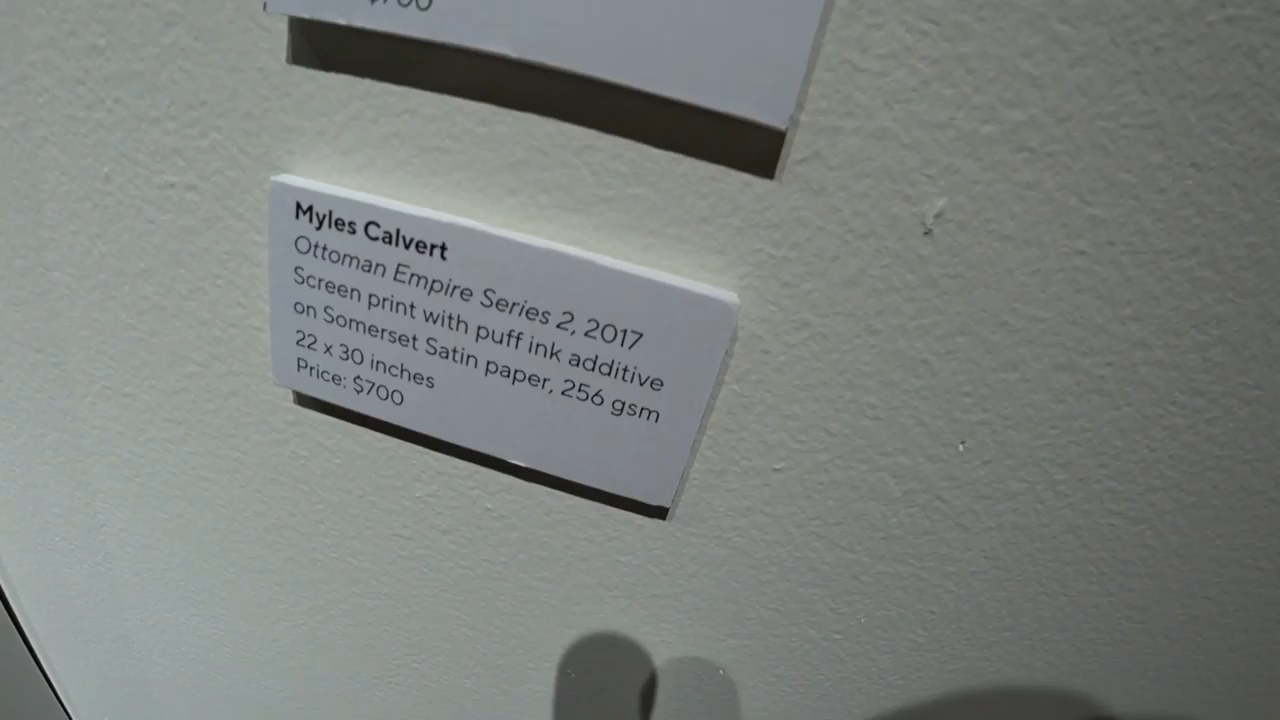 $700
Myles Calvert
Ottoman Empire Series 2, 2017
Screen print with puff ink additive
on Somerset Satin paper, 256 gsm
22 x 30 inches
Price: $700